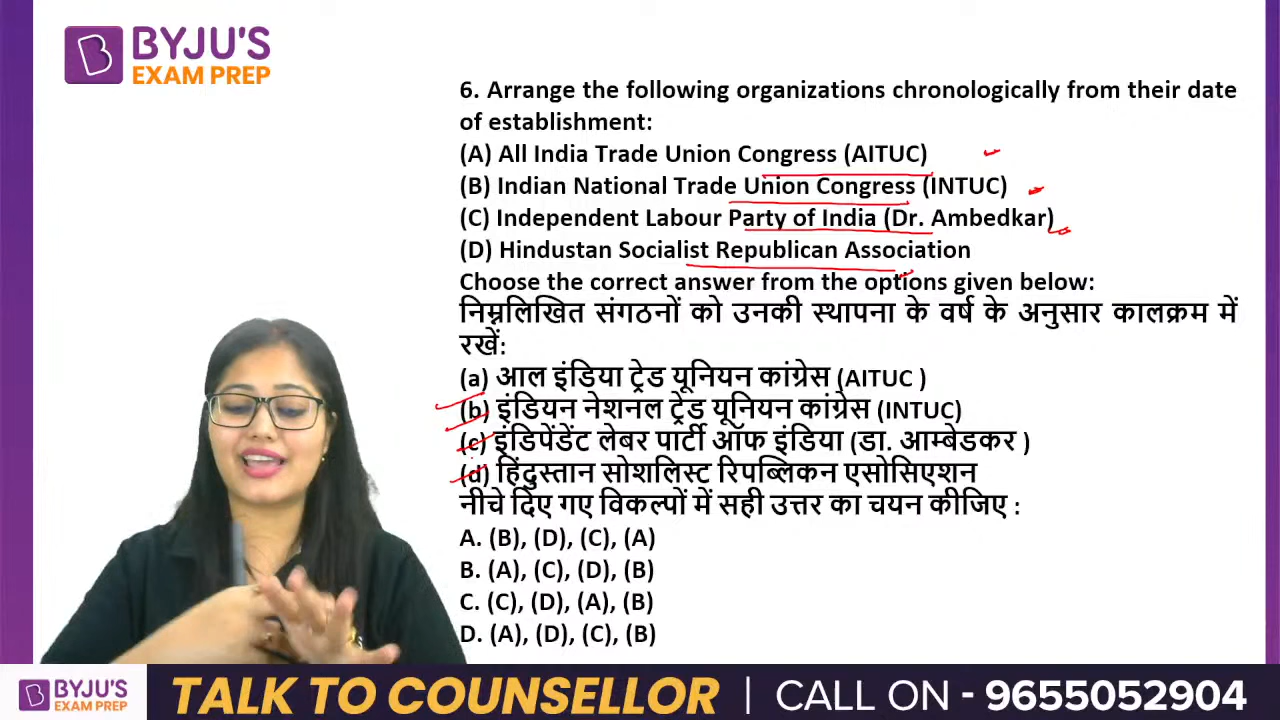 BYJU'S
EXAM PREP
6. Arrange the following organizations chronologically from their date
of establishment:
(A) All India Trade Union Congress (AITUC)
(B) Indian National Trade Union Congress (INTUC)
(C) Independent Labour Party of India (Dr. Ambedkar)
(D) Hindustan Socialist Republican Association
Choose the correct answer from the options given below:
निम्नलिखित संगठनों को उनकी स्थापना के वर्ष के अनुसार कालक्रम में
रखें:
(a) आल इंडिया ट्रेड यूनियन कांग्रेस (AITUC )
(b) इंडियन नेशनल ट्रेड यूनियन कांग्रेस (INTUC)
(c) इंडिपेंडेंट लेबर पार्टी ऑफ इंडिया (डा. आम्बेडकर )
(d) हिंदुस्तान सोशलिस्ट रिपब्लिकन एसोसिएशन
नीचे दिए गए विकल्पों में सही उत्तर का चयन कीजिए :
A. (B), (D), (C), (A)
B. (A), (C), (D), (B)
C. (C), (D), (A), (B)
D. (A), (D), (C), (B)
BYJU'S
EXAM PREP
TALK TO COUNSELLOR | CALL ON - 9655052904